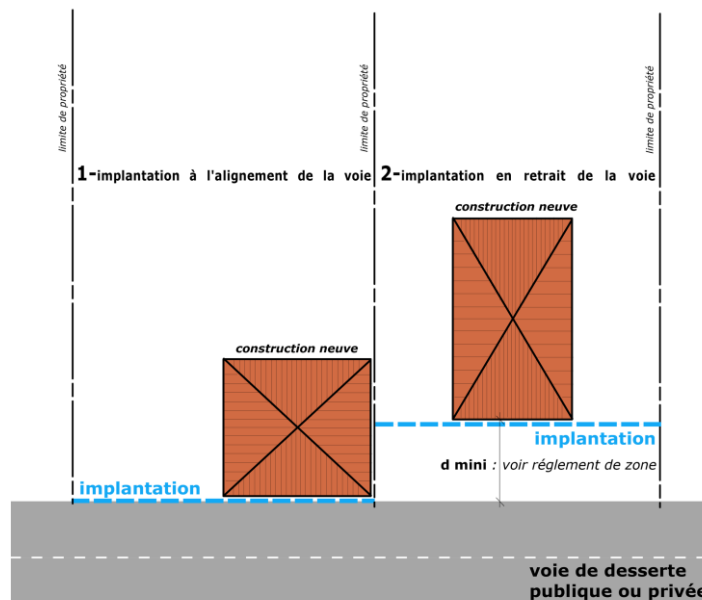 limite de propriété
limite de propriété
limite de propriété
1-implantation à l'alignement de la voie
2-implantation en retrait de la voie
construction neuve
construction neuve
implantation
d mini : voir réglement de zone
implantation
voie de desserte
publique ou privée